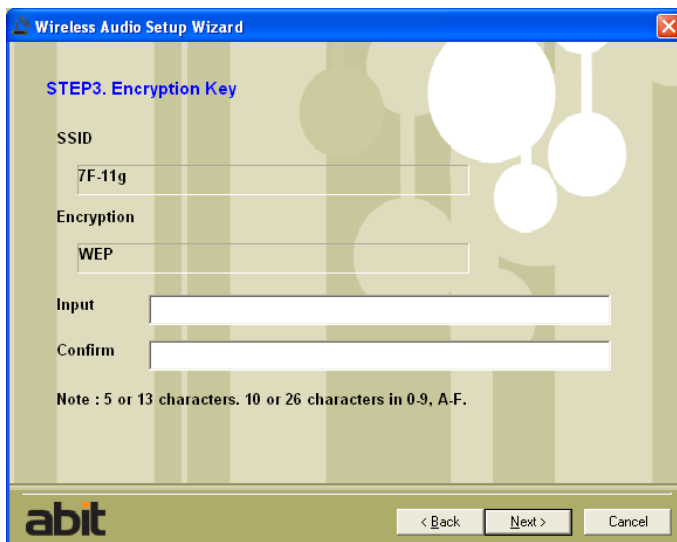 Wireless Audio Setup Wizard
STEP3. Encryption Key
SSID
7F-11g
Encryption
WEP
Input
Confirm
Note : 5 or 13 characters. 10 or 26 characters in 0-9, A-F.
abit
< Back
Next >
Cancel